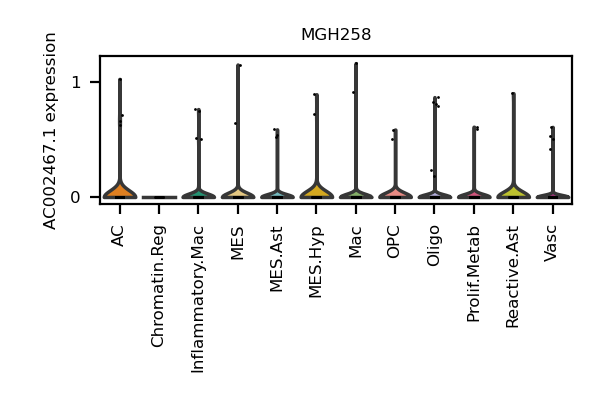 MGH258
AC002467.1 expression
1
0
AC
Chromatin.Reg
Inflammatory.Mac
MES
MES.Ast
MES.Hyp
Mac
OPC
Oligo
Prolif.Metab
Reactive.Ast
Vasc